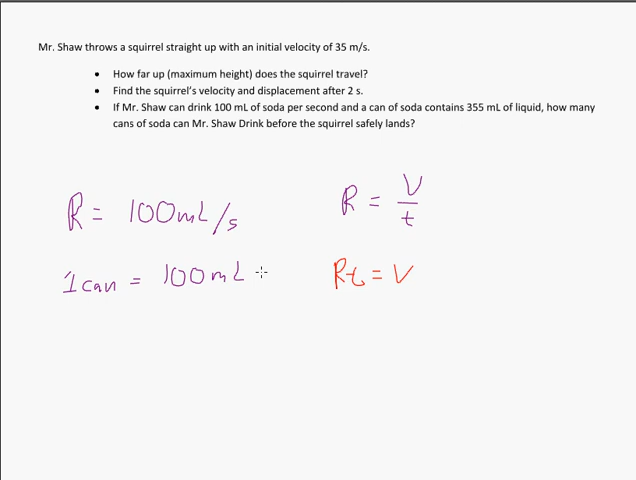 Mr. Shaw throws a squirrel straight up with an initial velocity of 35 m/s.
• How far up (maximum height) does the squirrel travel?
• Find the squirrel's velocity and displacement after 2 s.
• If Mr. Shaw can drink 100 mL of soda per second and a can of soda contains 355 mL of liquid, how many
cans of soda can Mr. Shaw Drink before the squirrel safely lands?
R = 100mL/s
R = V/t
1can = 100mL
Rt = V